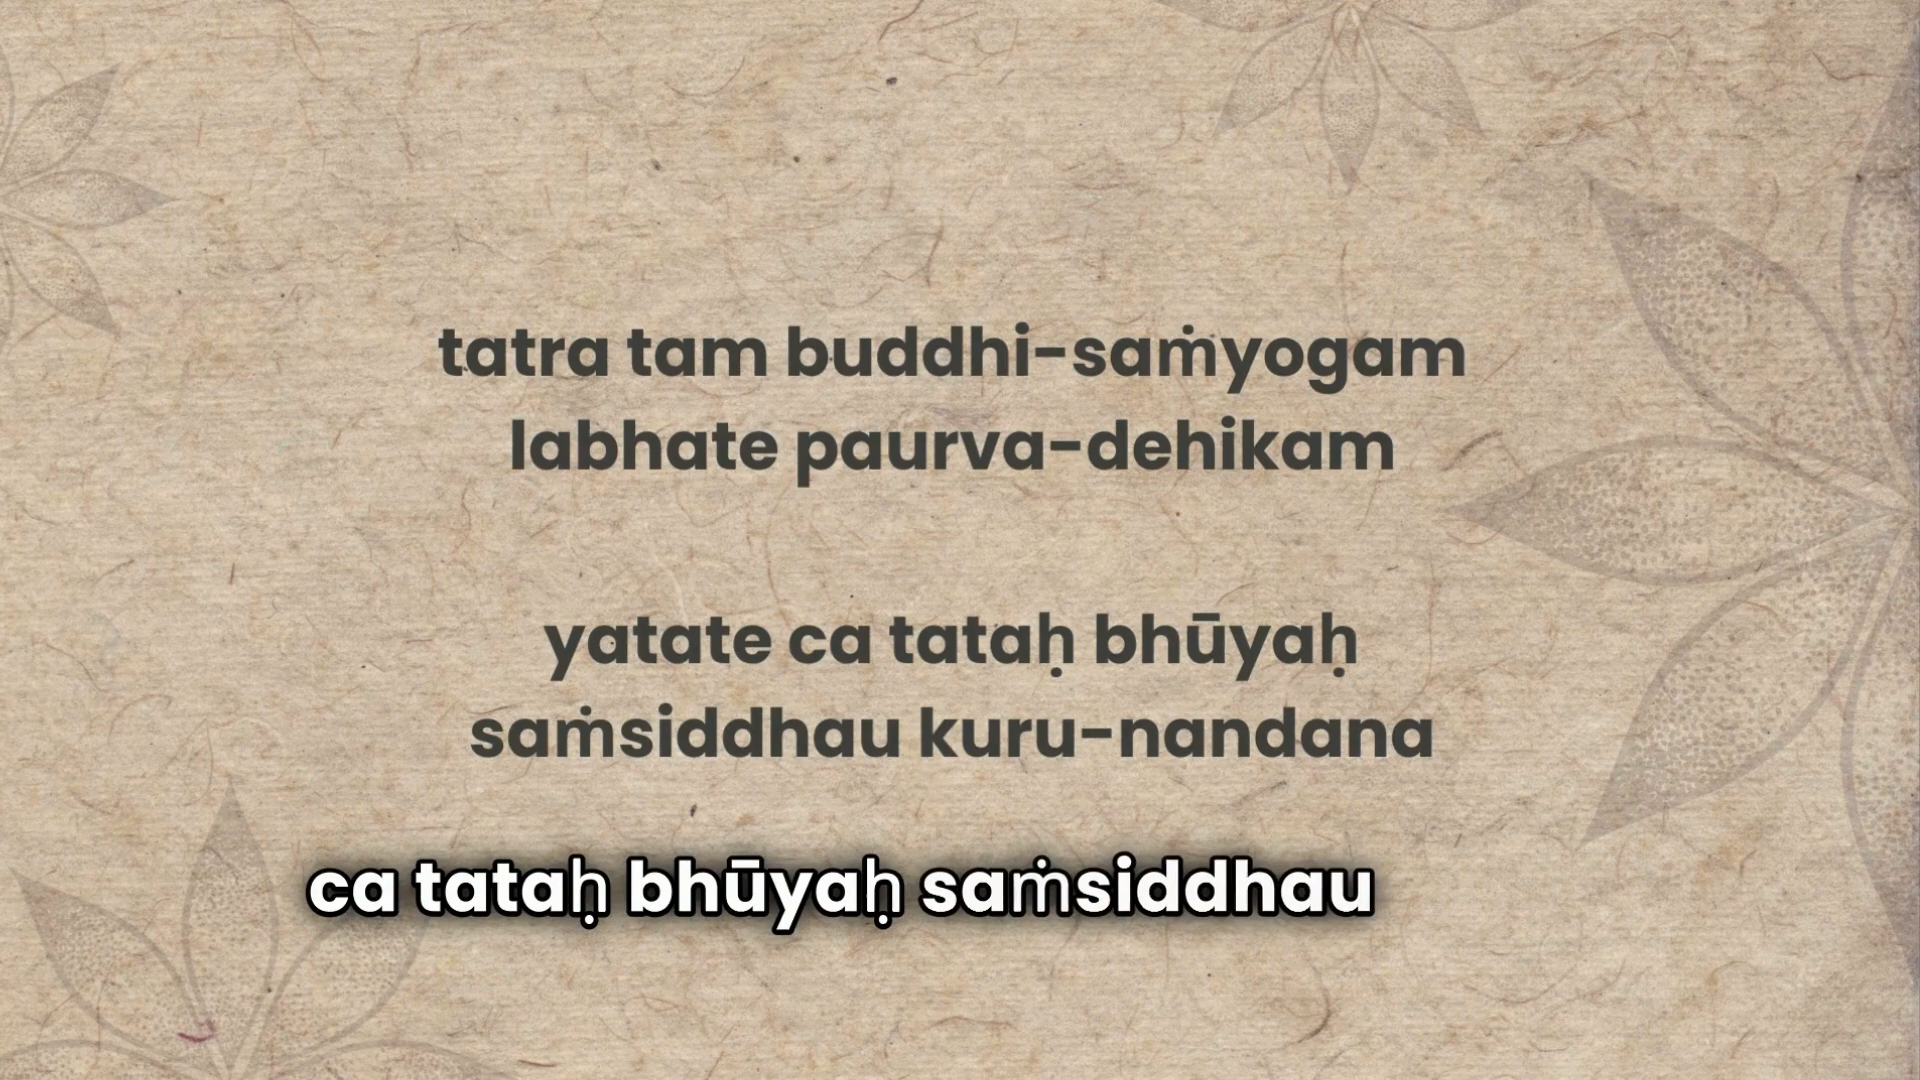 tatra tam buddhi-saṁyogam
labhate paurva-dehikam
yatate ca tataḥ bhūyaḥ
saṁsiddhau kuru-nandana
ca tataḥ bhūyaḥ saṁsiddhau